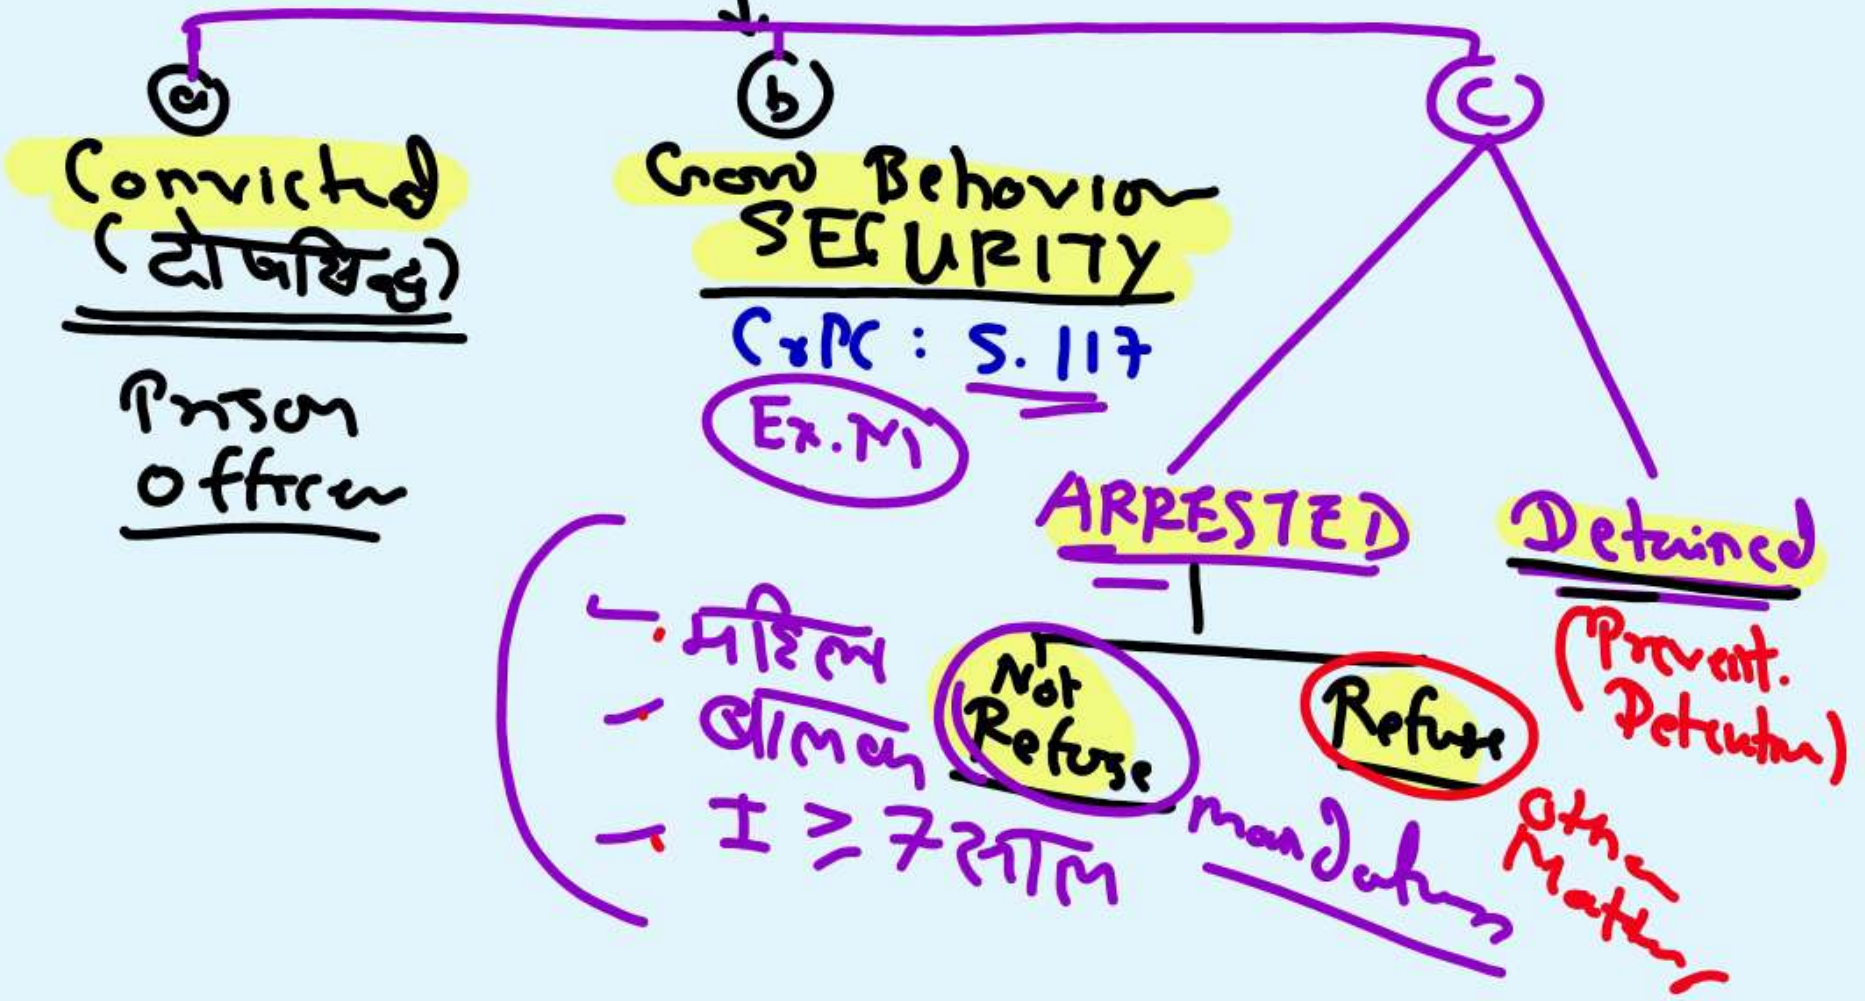 a
Convicted
(दोषसिद्ध)
Prison
Officer
b
Good Behavior
SECURITY
CrPC : S. 117
Ex. M
C
ARRESTED
Not
Refuse
mandatory
Refuse
Other
Matter
Detained
(Prevent.
Detention)
महिला
बालक
I ≥ 7 साल